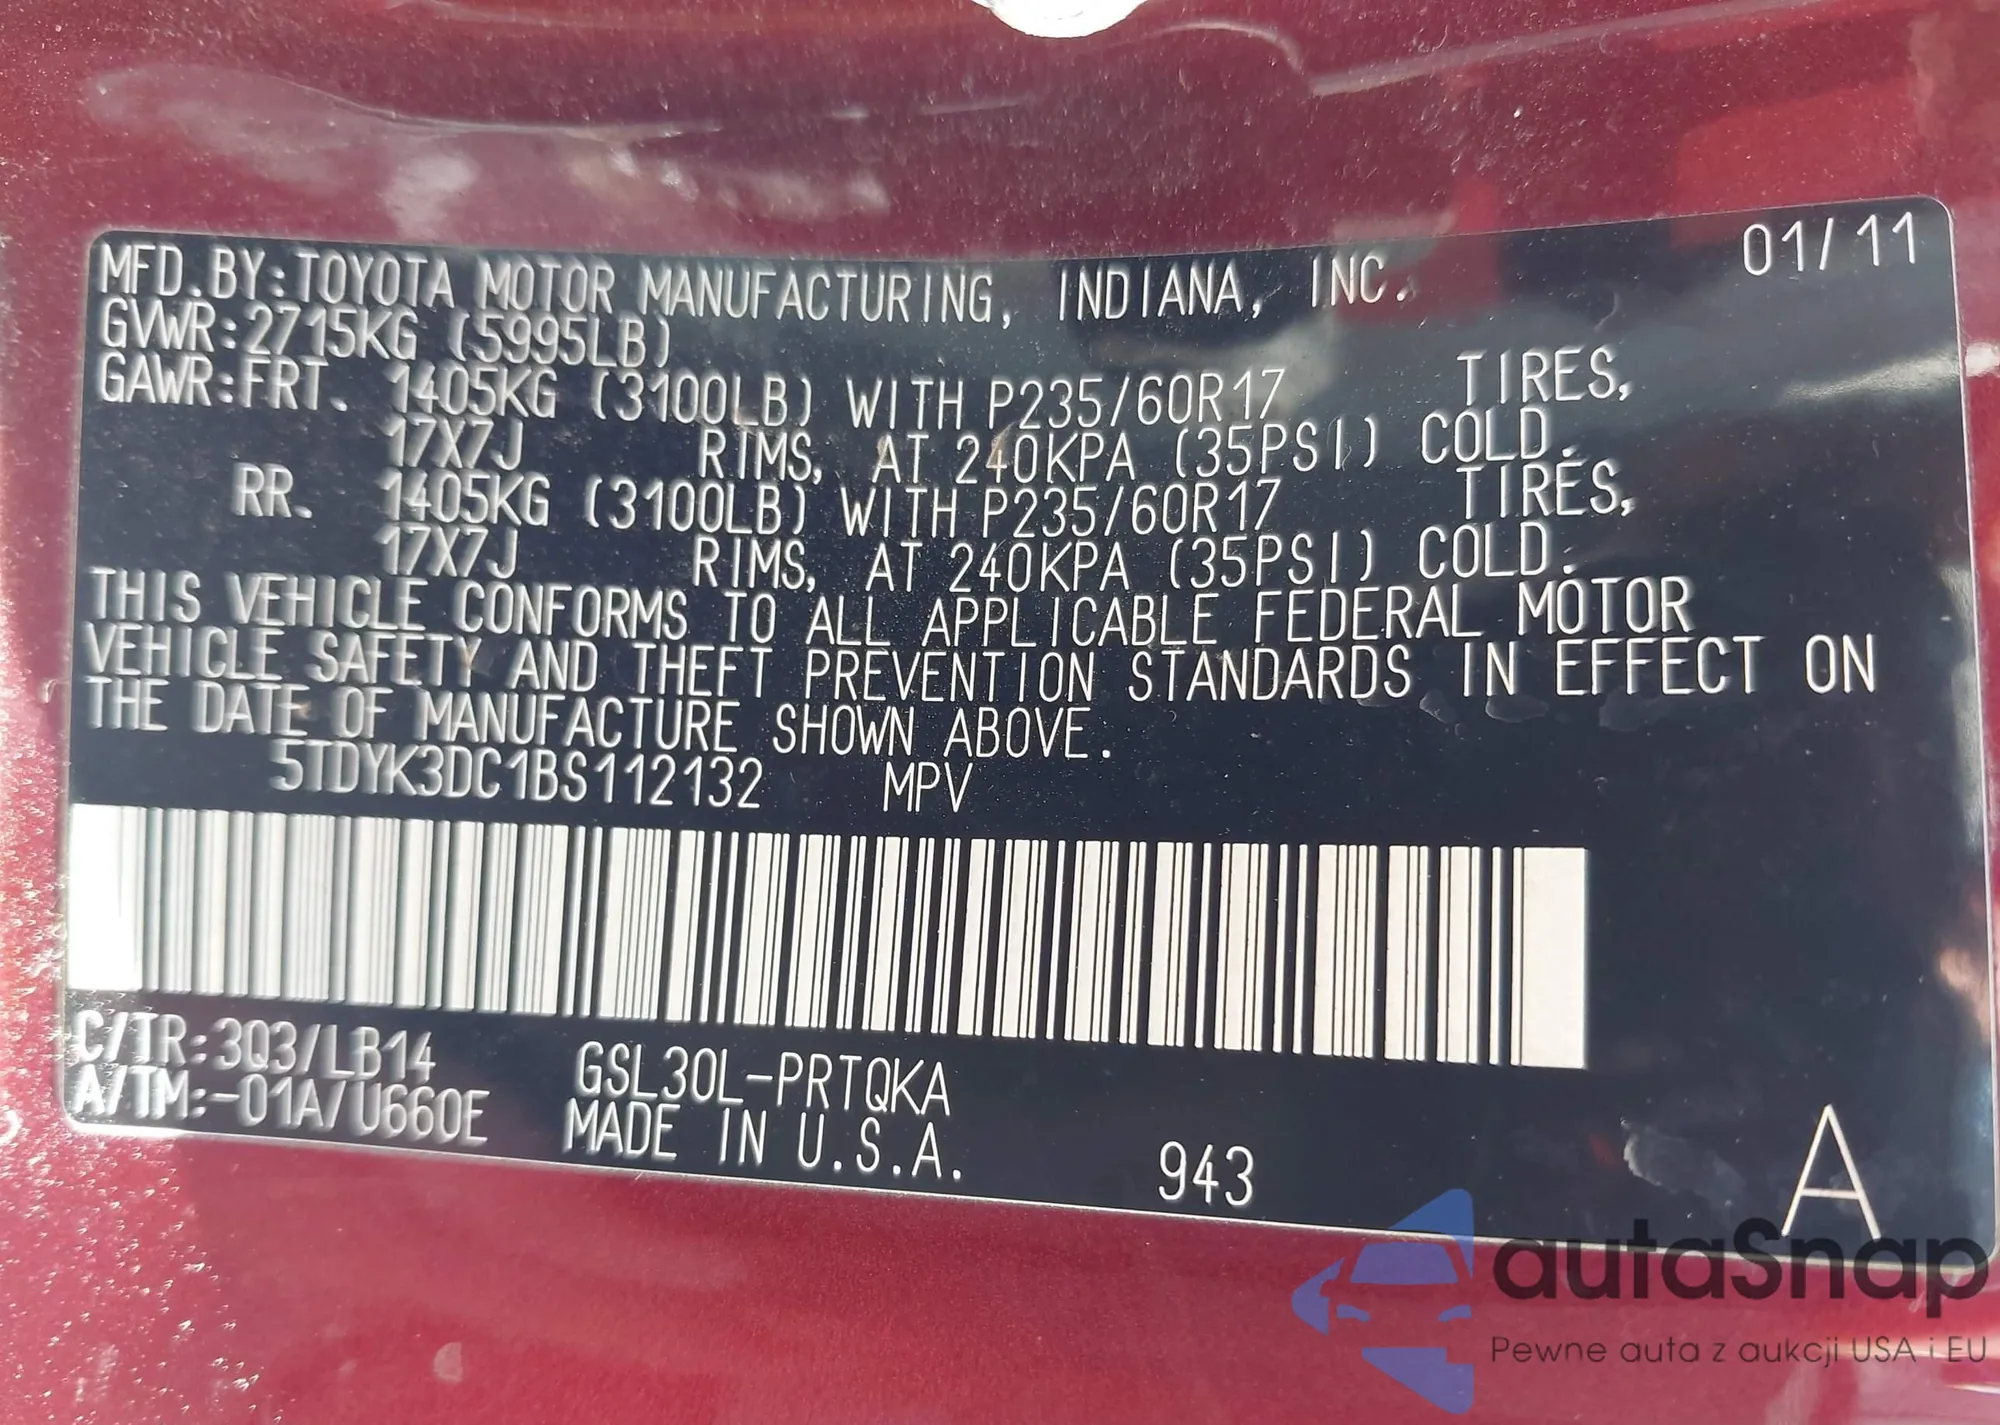 01/11
MFD.BY:TOYOTA MOTOR MANUFACTURING, INDIANA, INC.
GVWR:2715KG (5995LB)
GAWR:FRT. 1405KG (3100LB) WITH P235/60R17 TIRES,
17X7J RIMS, AT 240KPA (35PSI) COLD.
RR. 1405KG (3100LB) WITH P235/60R17 TIRES,
17X7J RIMS, AT 240KPA (35PSI) COLD.
THIS VEHICLE CONFORMS TO ALL APPLICABLE FEDERAL MOTOR
VEHICLE SAFETY AND THEFT PREVENTION STANDARDS IN EFFECT ON
THE DATE OF MANUFACTURE SHOWN ABOVE.
5TDYK3DC1BS112132 MPV
C/TR:3Q3/LB14 GSL30L-PRTQKA
A/TM:-01A/U660E MADE IN U.S.A. 943 A
autaSnap
Pewne auta z aukcji USA i EU